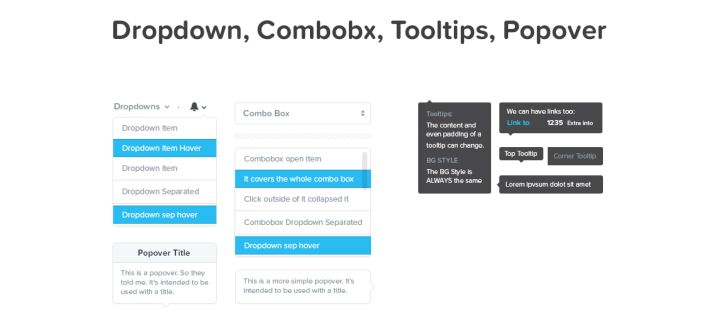 Dropdown, Combobx, Tooltips, Popover
Dropdowns
Dropdown Item
Dropdown Item Hover
Dropdown Item
Dropdown Separated
Dropdown sep hover
Popover Title
This is a popover. So they
told me. It's intended to be
used with a title.
Combo Box
Combobox open item
It covers the whole combo box
Click outside of it collapsed it
Combobox Dropdown Separated
Dropdown sep hover
This is a more simple popover. It's
intended to be used with a title.
Tooltips:
The content and
even padding of a
tooltip can change.
BG STYLE
The BG Style is
ALWAYS the same
We can have links too:
Link to 1235 Extra into
Top Tooltip
Corner Tooltip
Lorem ipvsum dolot sit amet